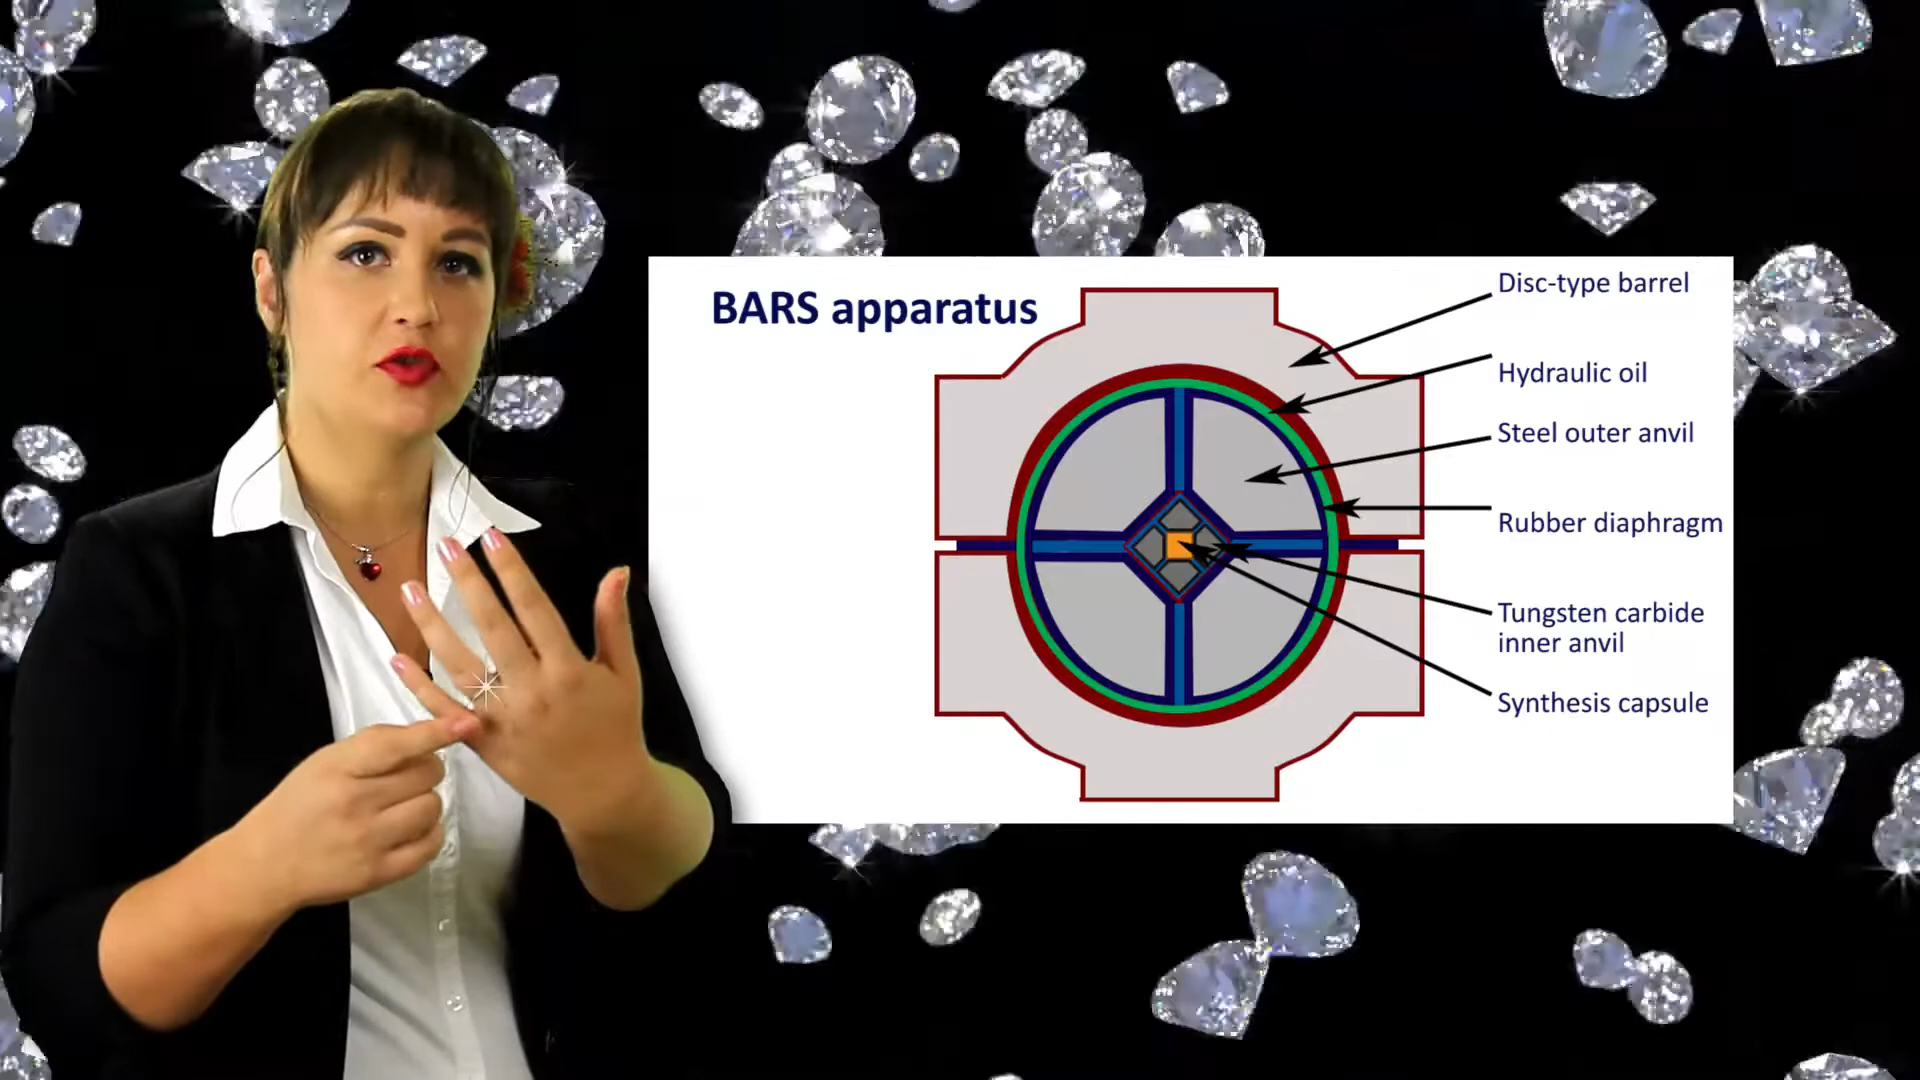 BARS apparatus
Disc-type barrel
Hydraulic oil
Steel outer anvil
Rubber diaphragm
Tungsten carbide
inner anvil
Synthesis capsule